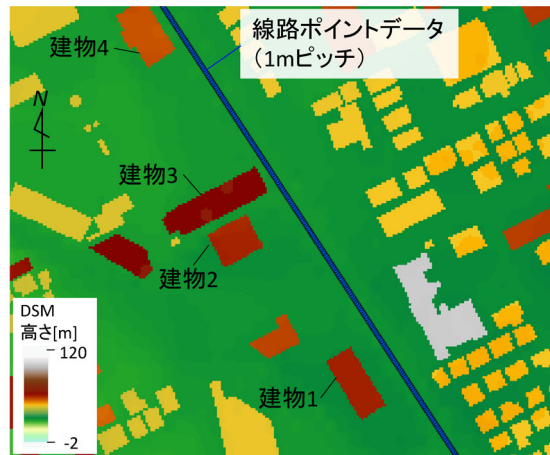 線路ポイントデータ
（1mピッチ）
建物4
N
建物3
建物2
建物1
DSM
高さ[m]
120
-2